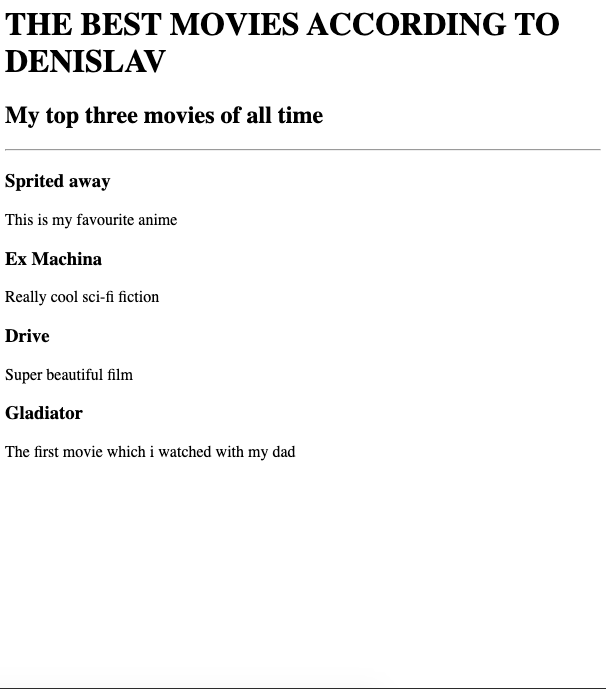 THE BEST MOVIES ACCORDING TO
DENISLAV
My top three movies of all time
Sprited away
This is my favourite anime
Ex Machina
Really cool sci-fi fiction
Drive
Super beautiful film
Gladiator
The first movie which i watched with my dad